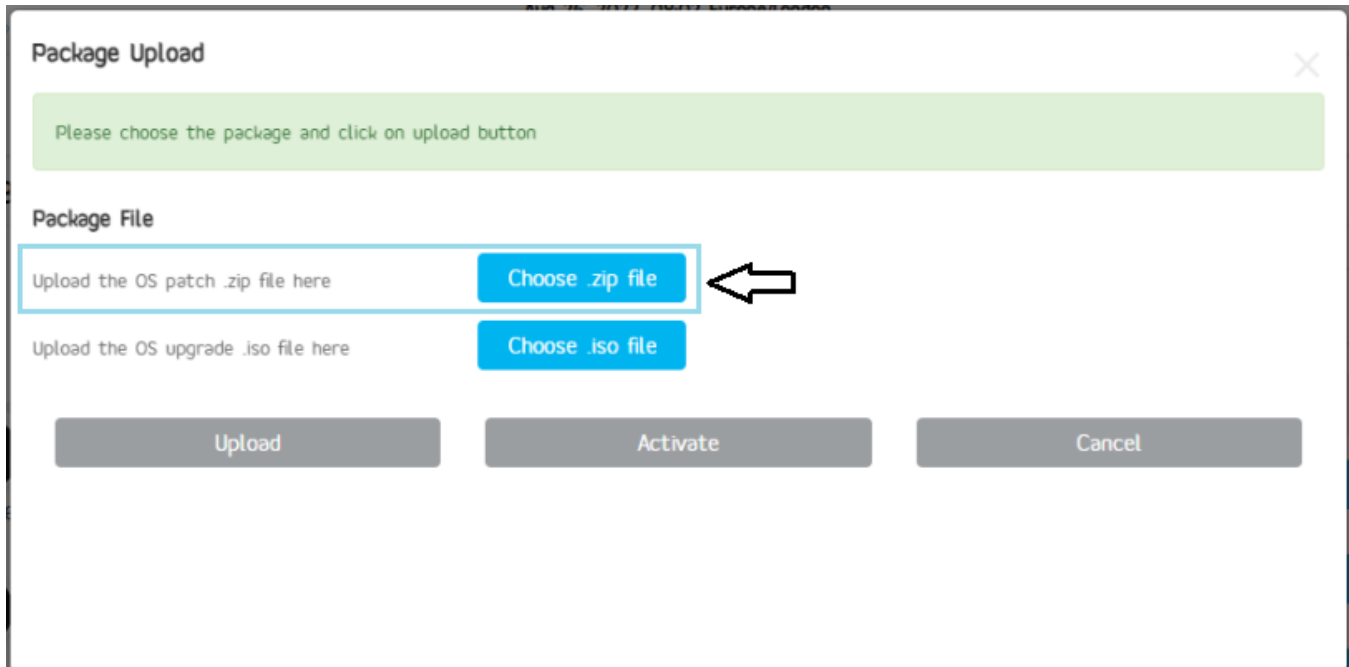 Package Upload
Please choose the package and click on upload button
Package File
Upload the OS patch .zip file here
Choose .zip file
Upload the OS upgrade .iso file here
Choose .iso file
Upload
Activate
Cancel